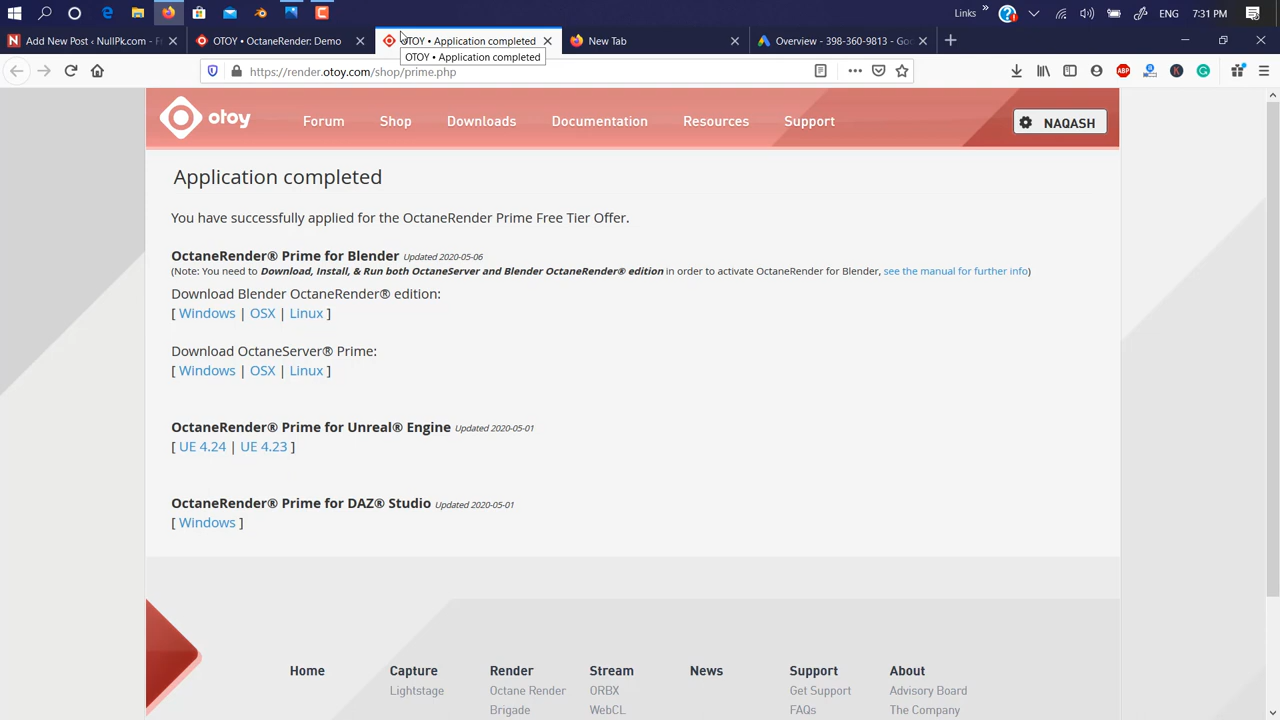 Links » 7:31 PM
Add New Post ‹ NullPk.com - F
OTOY • OctaneRender: Demo
OTOY • Application completed
New Tab
Overview - 398-360-9813 - Goo
OTOY • Application completed
https://render.otoy.com/shop/prime.php
ABP
otoy
Forum Shop Downloads Documentation Resources Support
NAQASH
Application completed
You have successfully applied for the OctaneRender Prime Free Tier Offer.
OctaneRender® Prime for Blender Updated 2020-05-06
(Note: You need to Download, Install, & Run both OctaneServer and Blender OctaneRender® edition in order to activate OctaneRender for Blender, see the manual for further info)
Download Blender OctaneRender® edition:
[ Windows | OSX | Linux ]
Download OctaneServer® Prime:
[ Windows | OSX | Linux ]
OctaneRender® Prime for Unreal® Engine Updated 2020-05-01
[ UE 4.24 | UE 4.23 ]
OctaneRender® Prime for DAZ® Studio Updated 2020-05-01
[ Windows ]
Home Capture Render Stream News Support About
Lightstage Octane Render ORBX Get Support Advisory Board
Brigade WebCL FAQs The Company